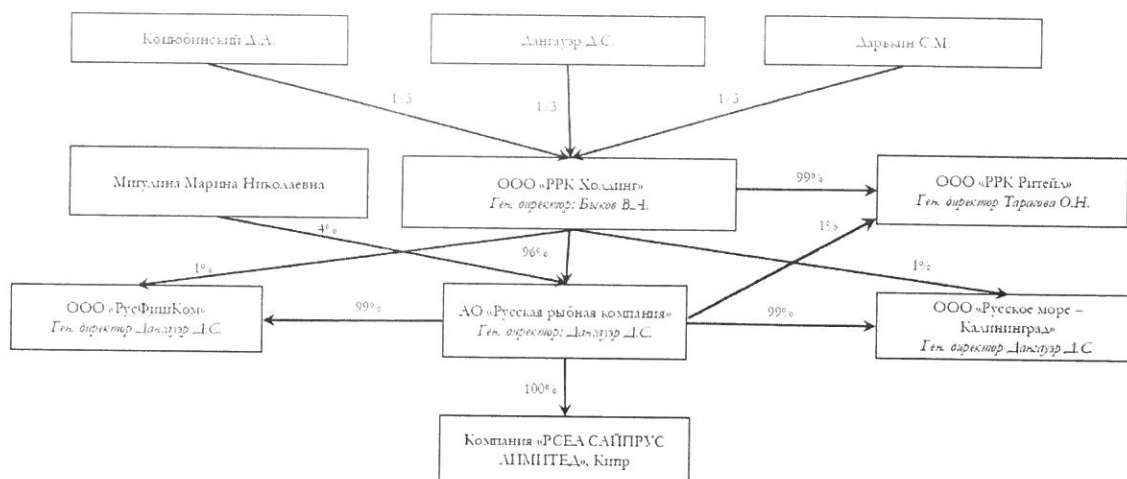 Коцюбинский Д.А.
Дангауэр Д.С.
Дарькин С.М.
1/3
1/3
1/3
Мигулина Марина Николаевна
ООО «РРК Холдинг»
Ген. директор: Быков В.А.
99%
ООО «РРК Ритейл»
Ген. директор Тарасова О.Н.
4%
96%
1%
1%
1%
ООО «РусФишКом»
Ген. директор Дангауэр Д.С.
99%
АО «Русская рыбная компания»
Ген. директор: Дангауэр Д.С.
99%
ООО «Русское море –
Калининград»
Ген. директор Дангауэр Д.С
100%
Компания «РСЕА САЙПРУС
ЛИМИТЕД», Кипр